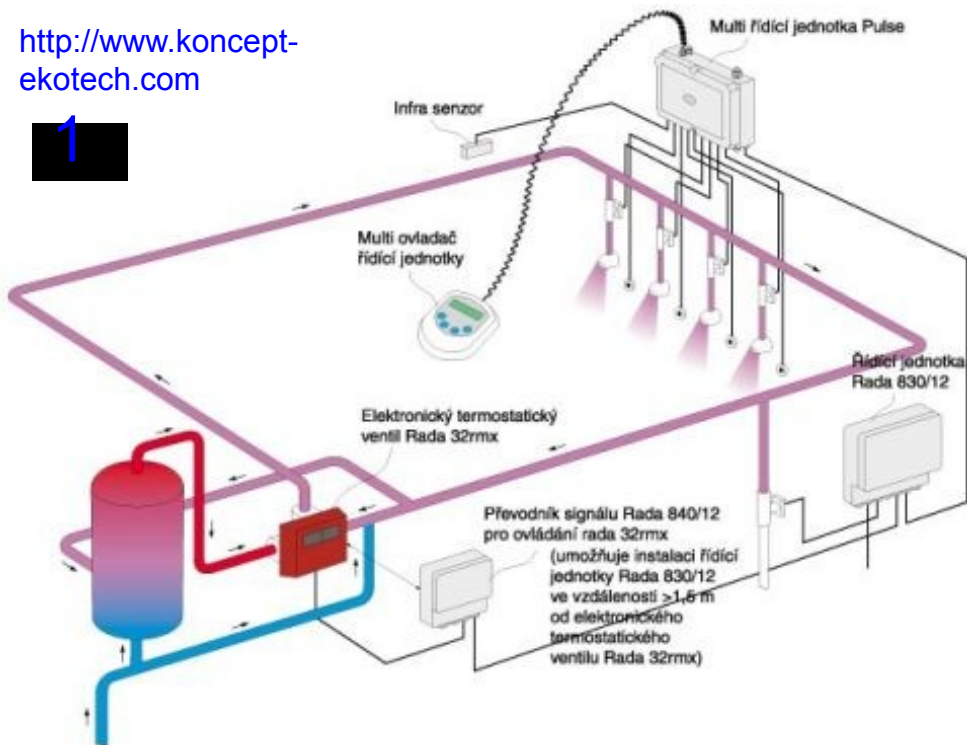 http://www.koncept-
ekotech.com
1
Multi řídící jednotka Pulse
Infra senzor
Multi ovladač
řídící jednotky
Řídící jednotka
Rada 830/12
Elektronický termostatický
ventil Rada 32rmx
Převodník signálu Rada 840/12
pro ovládání rada 32rmx
(umožňuje instalaci řídící
jednotky Rada 830/12
ve vzdálenosti >1,5 m
od elektronického
termostatického
ventilu Rada 32rmx)